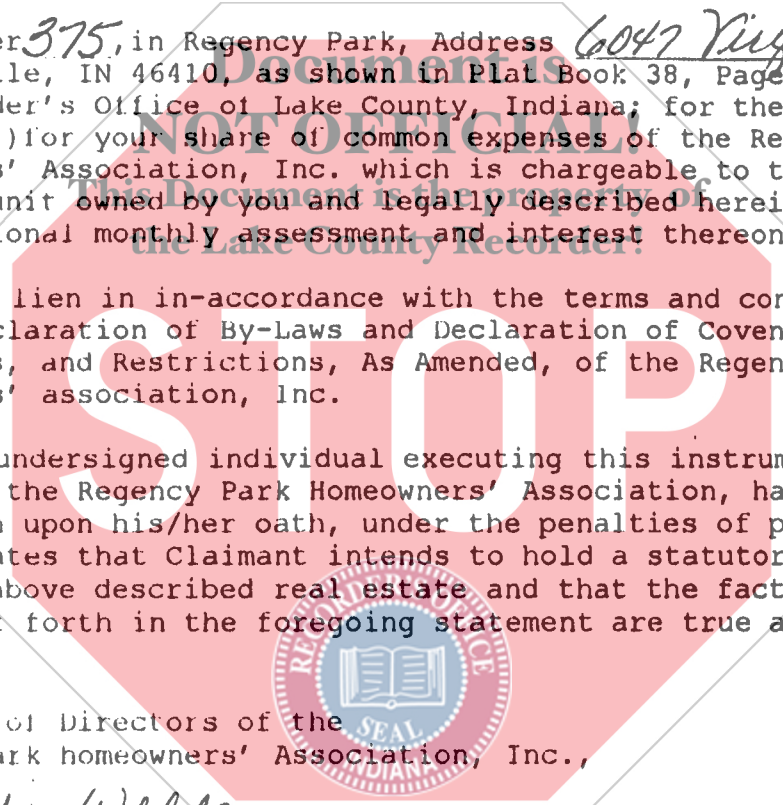 er 375, in Regency Park, Address 6047
lle, IN 46410, as shown in Plat Book 38, Page
der's Office of Lake County, Indiana; for the
) for your share of common expenses of the Re
s' Association, Inc. which is chargeable to t
unit owned by you and legally described herei
ional monthly assessment and interest thereon
Document is
NOT OFFICIAL!
This Document is the property of
the Lake County Recorder!
lien in in-accordance with the terms and con
claration of By-Laws and Declaration of Coven
s, and Restrictions, As Amended, of the Regen
s' association, Inc.
STOP
undersigned individual executing this instrum
the Regency Park Homeowners' Association, ha
n upon his/her oath, under the penalties of p
ates that Claimant intends to hold a statutor
above described real estate and that the fact
t forth in the foregoing statement are true a
RECORDER'S OFFICE
SEAL
INDIANA
of Directors of the
ark homeowners' Association, Inc.,